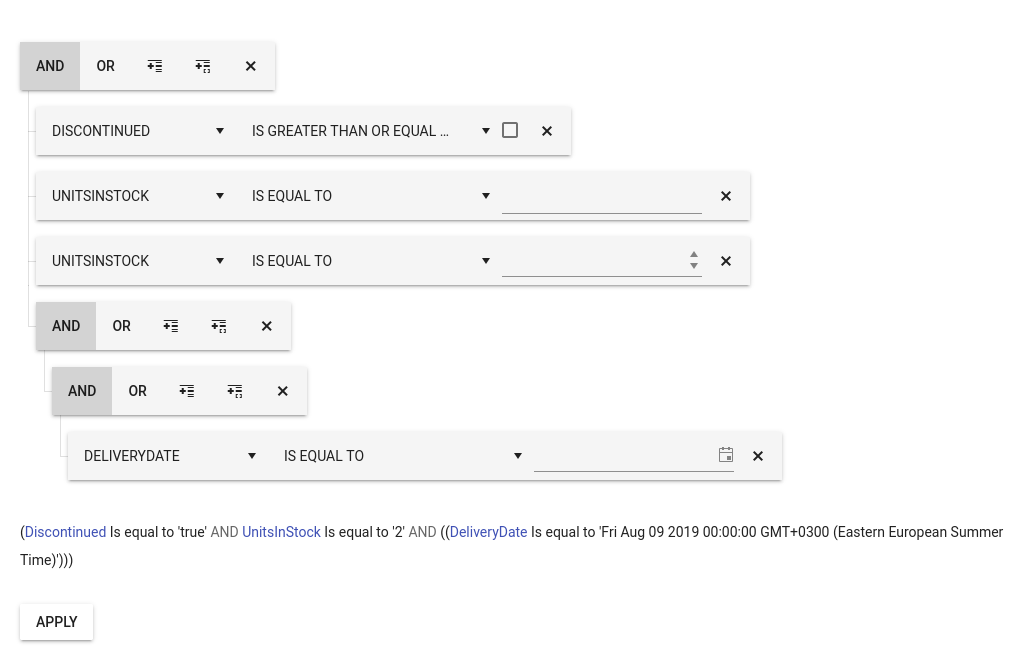 AND OR
DISCONTINUED IS GREATER THAN OR EQUAL ...
UNITSINSTOCK IS EQUAL TO
UNITSINSTOCK IS EQUAL TO
AND OR
AND OR
DELIVERYDATE IS EQUAL TO
(Discontinued Is equal to 'true' AND UnitsInStock Is equal to '2' AND ((DeliveryDate Is equal to 'Fri Aug 09 2019 00:00:00 GMT+0300 (Eastern European Summer
Time)')))
APPLY